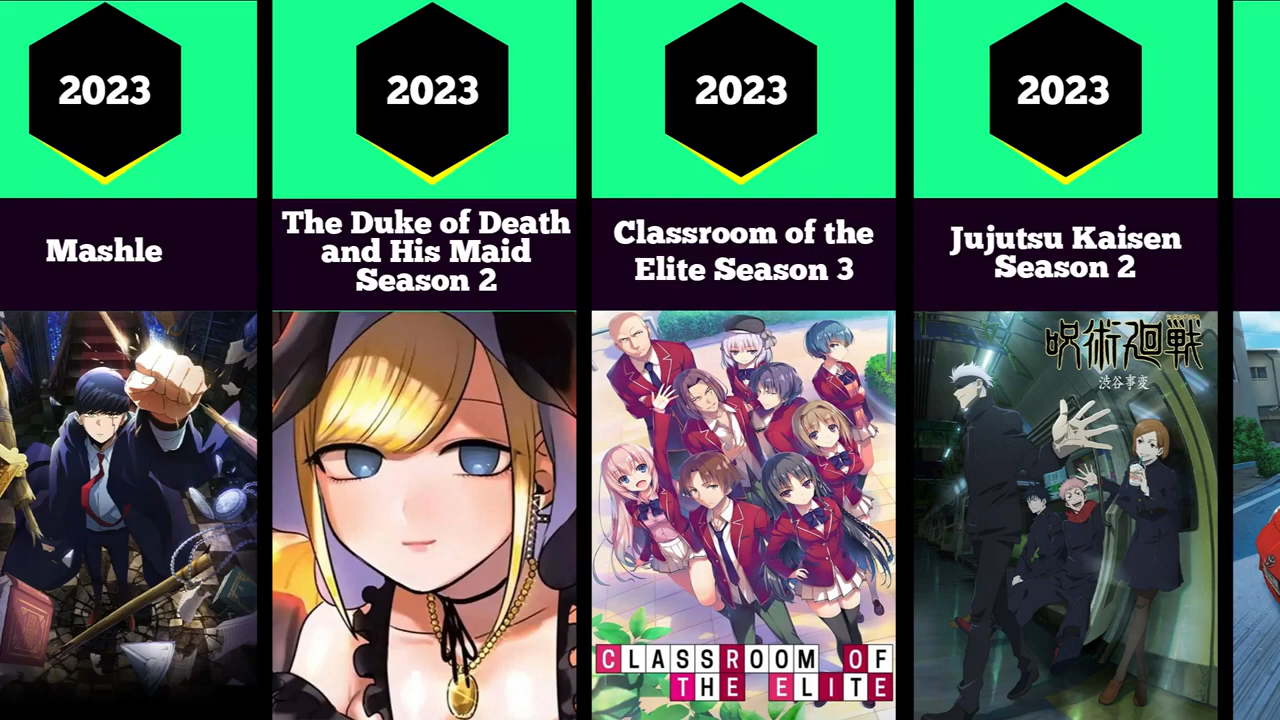 2023
Mashle
2023
The Duke of Death
and His Maid
Season 2
2023
Classroom of the
Elite Season 3
CLASSROOM OF
THE ELITE
2023
Jujutsu Kaisen
Season 2
呪術廻戦
渋谷事変